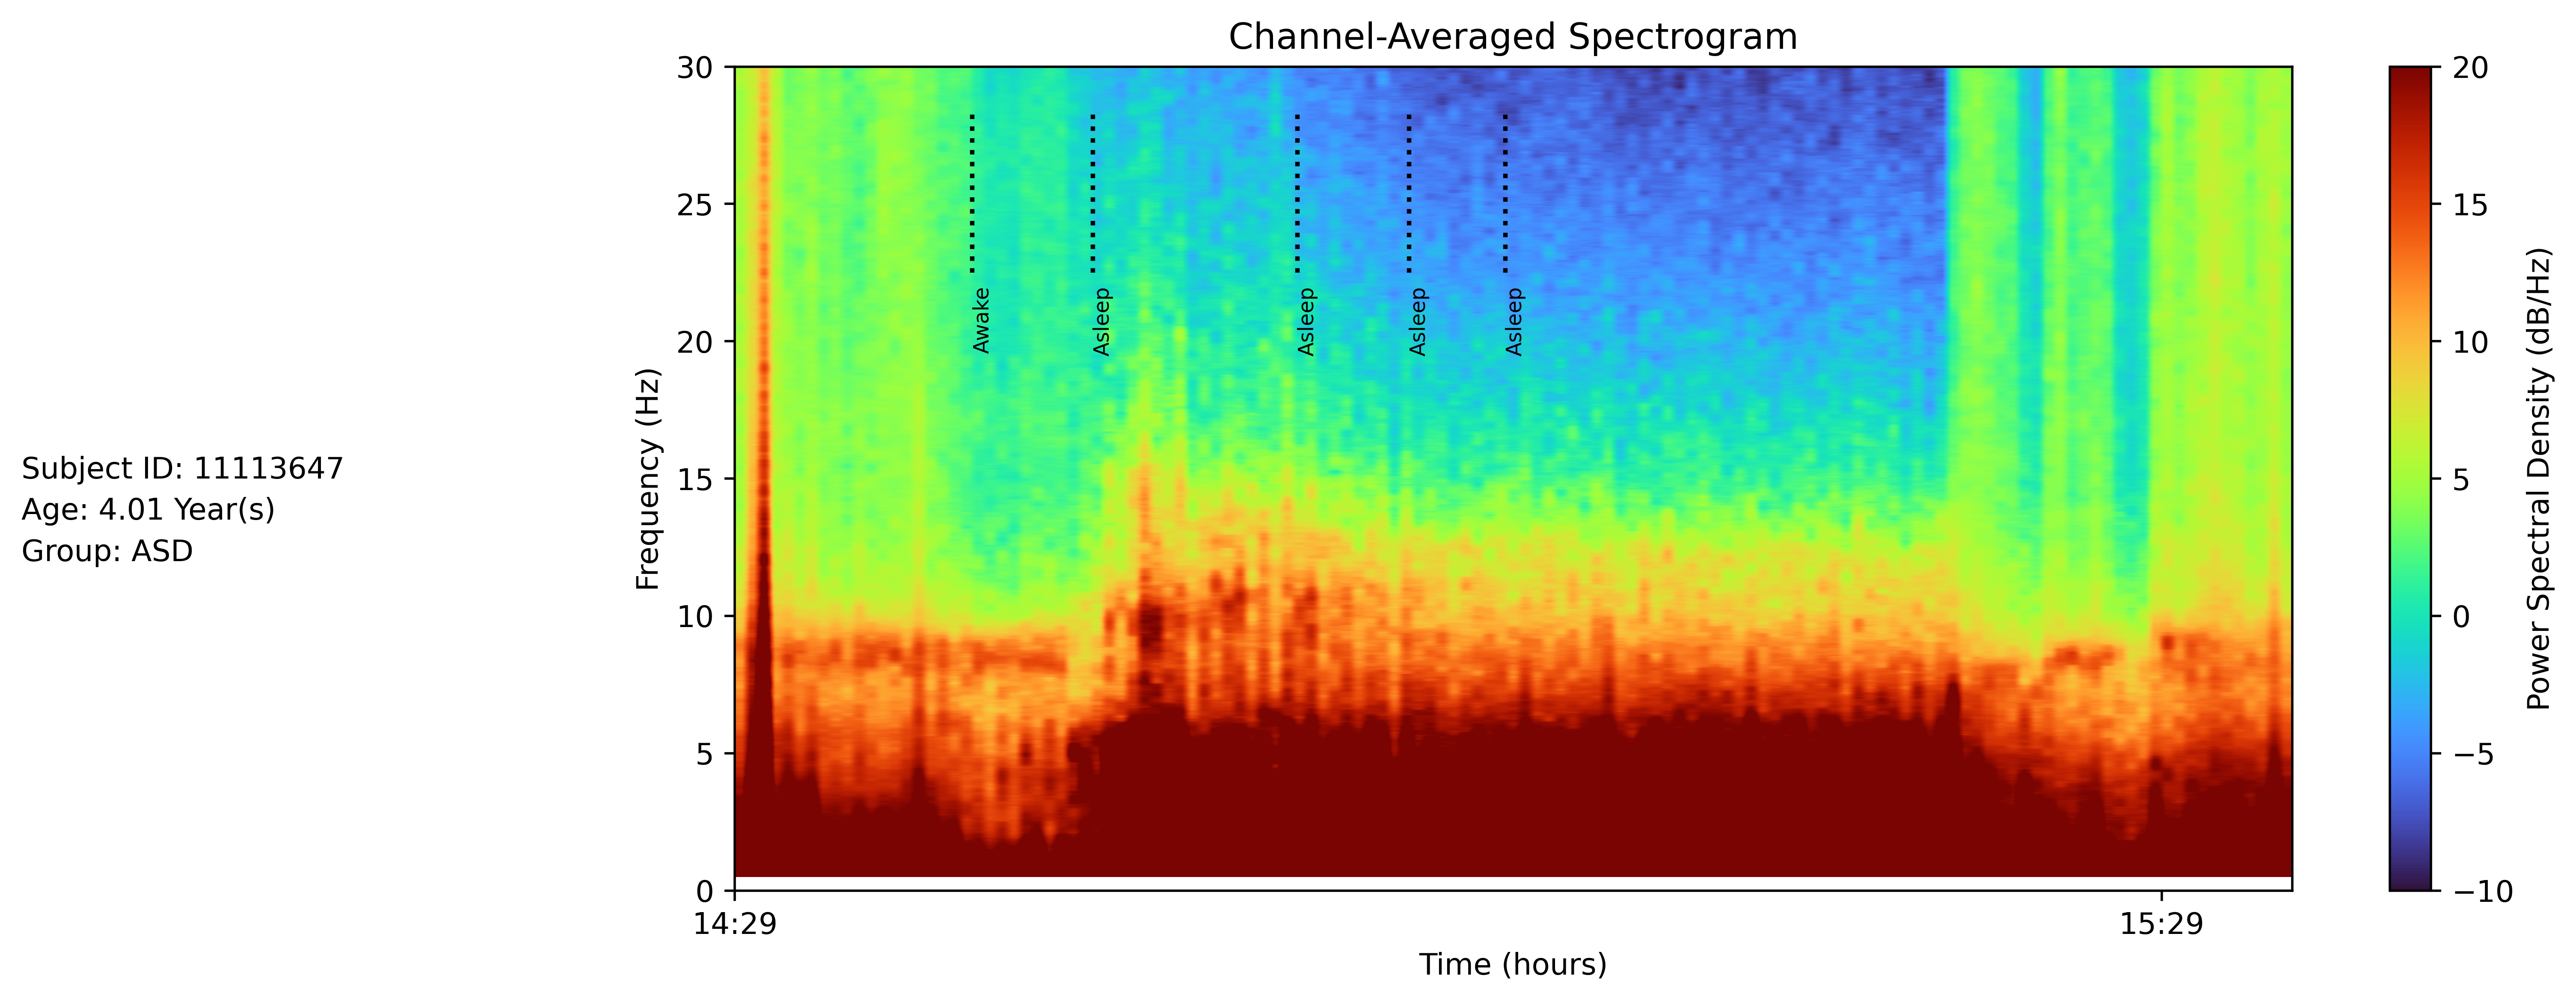 Channel-Averaged Spectrogram
Subject ID: 11113647
Age: 4.01 Year(s)
Group: ASD
Frequency (Hz)
30
25
20
15
10
5
0
Awake
Asleep
Asleep
Asleep
Asleep
14:29
15:29
Time (hours)
20
15
10
5
0
−5
−10
Power Spectral Density (dB/Hz)